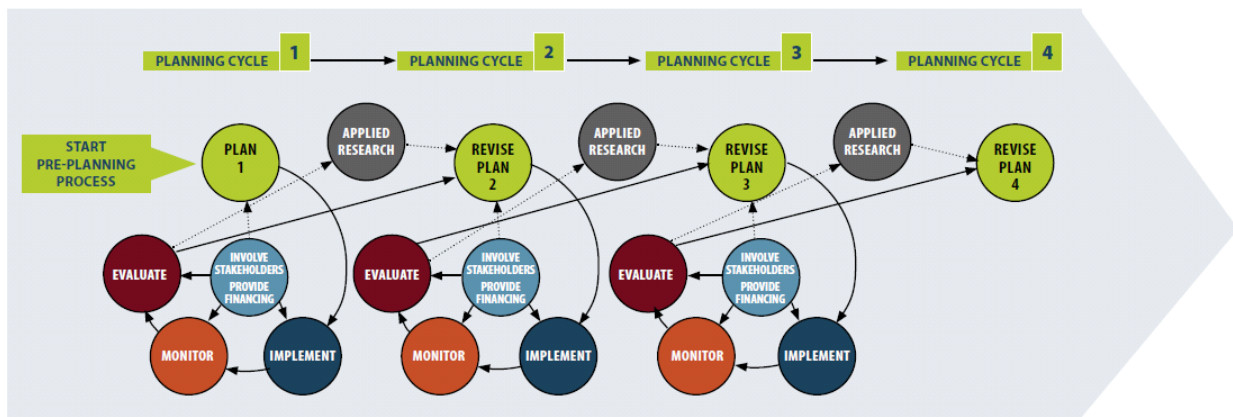 PLANNING CYCLE 1
PLANNING CYCLE 2
PLANNING CYCLE 3
PLANNING CYCLE 4
START
PRE-PLANNING
PROCESS
PLAN
1
APPLIED
RESEARCH
REVISE
PLAN
2
APPLIED
RESEARCH
REVISE
PLAN
3
APPLIED
RESEARCH
REVISE
PLAN
4
EVALUATE
INVOLVE
STAKEHOLDERS
PROVIDE
FINANCING
MONITOR
IMPLEMENT
EVALUATE
INVOLVE
STAKEHOLDERS
PROVIDE
FINANCING
MONITOR
IMPLEMENT
EVALUATE
INVOLVE
STAKEHOLDERS
PROVIDE
FINANCING
MONITOR
IMPLEMENT